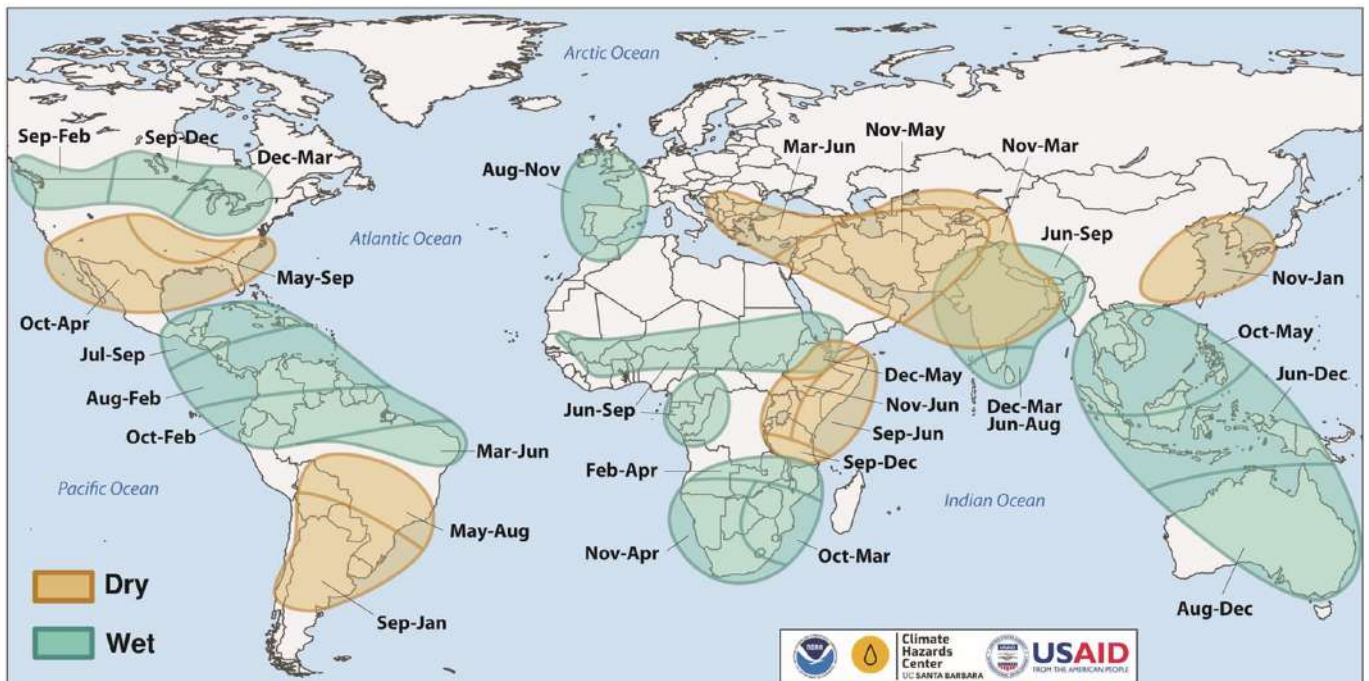 Arctic Ocean
Sep-Feb
Sep-Dec
Dec-Mar
Aug-Nov
Mar-Jun
Nov-May
Nov-Mar
Atlantic Ocean
Jun-Sep
May-Sep
Nov-Jan
Oct-Apr
Jul-Sep
Oct-May
Aug-Feb
Dec-May
Jun-Dec
Jun-Sep
Nov-Jun
Dec-Mar
Jun-Aug
Oct-Feb
Sep-Jun
Mar-Jun
Sep-Dec
Feb-Apr
Pacific Ocean
Indian Ocean
May-Aug
Nov-Apr
Oct-Mar
Dry
Aug-Dec
Sep-Jan
Wet
NOAA
Climate
Hazards
Center
UC SANTA BARBARA
USAID
USAID
FROM THE AMERICAN PEOPLE